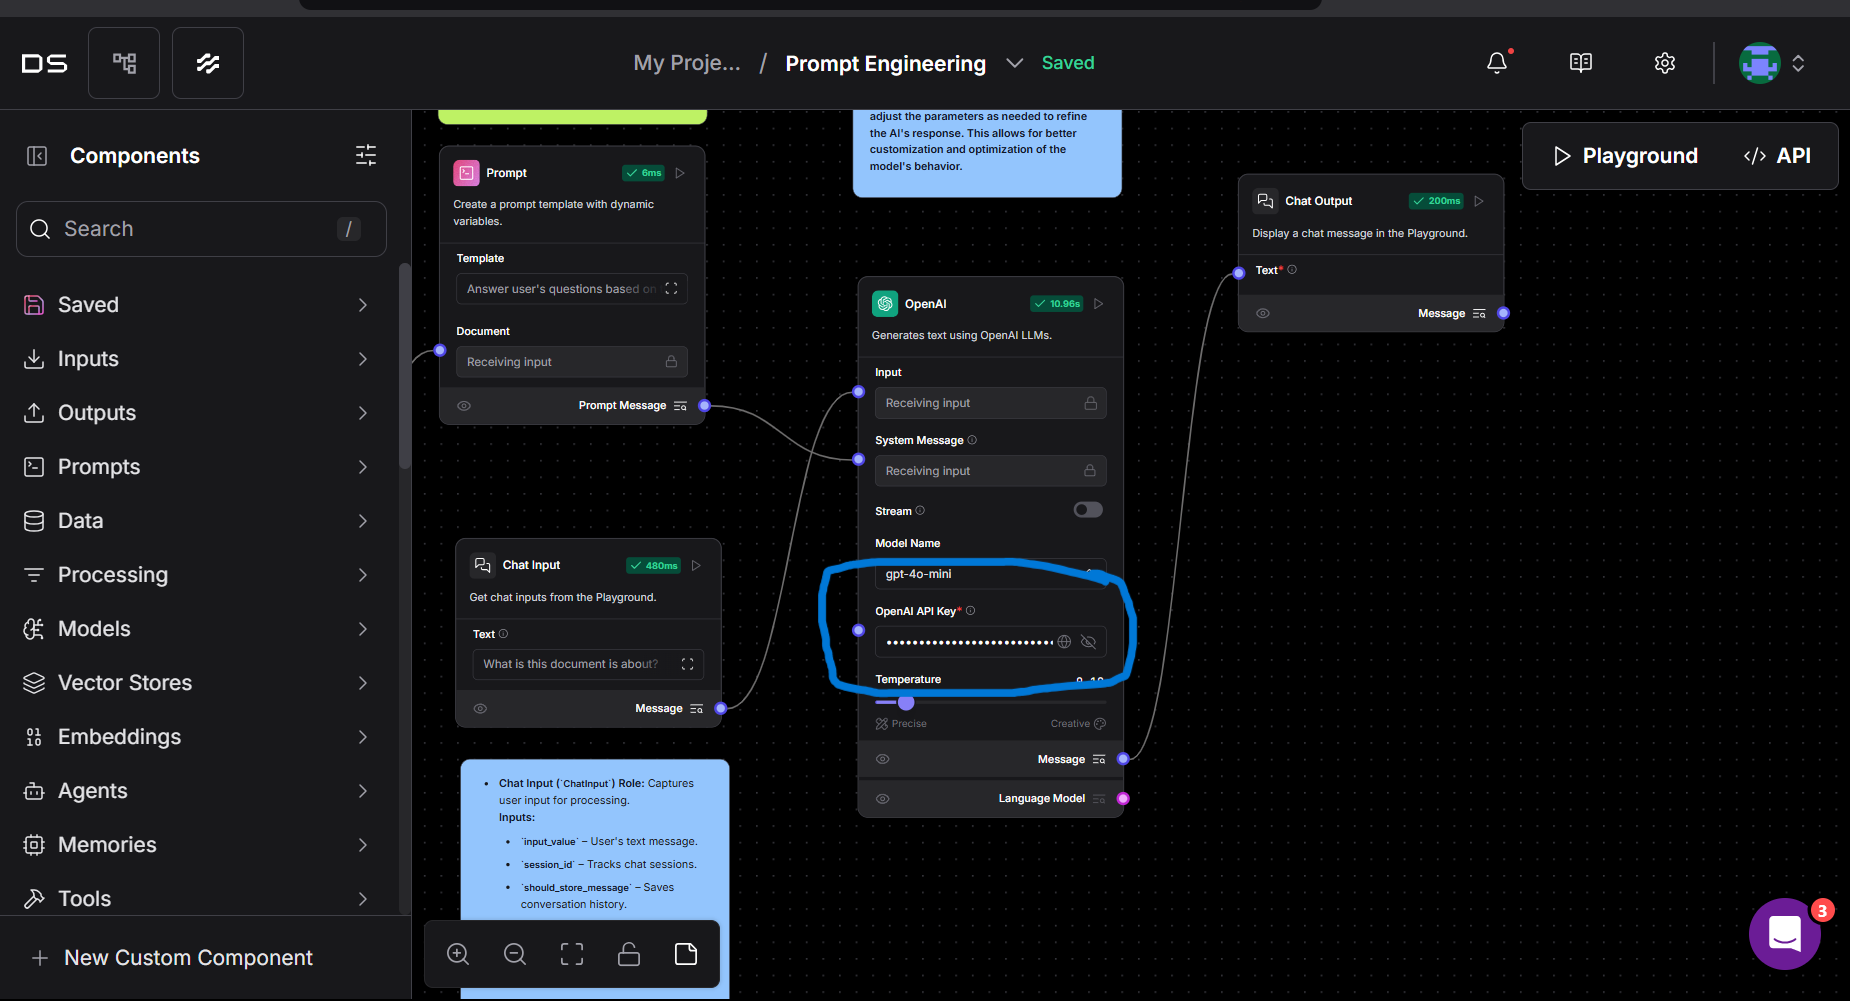 DS
My Proje... / Prompt Engineering
Saved
Components
Search
/
Saved
Inputs
Outputs
Prompts
Data
Processing
Models
Vector Stores
Embeddings
Agents
Memories
Tools
New Custom Component
Prompt
6ms
Create a prompt template with dynamic
variables.
Template
Answer user's questions based on
Document
Receiving input
Prompt Message
Chat Input
480ms
Get chat inputs from the Playground.
Text
What is this document is about?
Message
• Chat Input (`ChatInput`) Role: Captures
user input for processing.
Inputs:
• `input_value` – User's text message.
• `session_id` – Tracks chat sessions.
• `should_store_message` – Saves
conversation history.
adjust the parameters as needed to refine
the AI's response. This allows for better
customization and optimization of the
model's behavior.
OpenAI
10.96s
Generates text using OpenAI LLMs.
Input
Receiving input
System Message
Receiving input
Stream
Model Name
gpt-4o-mini
OpenAI API Key*
Temperature
Precise
Creative
Message
Language Model
Chat Output
200ms
Display a chat message in the Playground.
Text*
Message
Playground
API
3